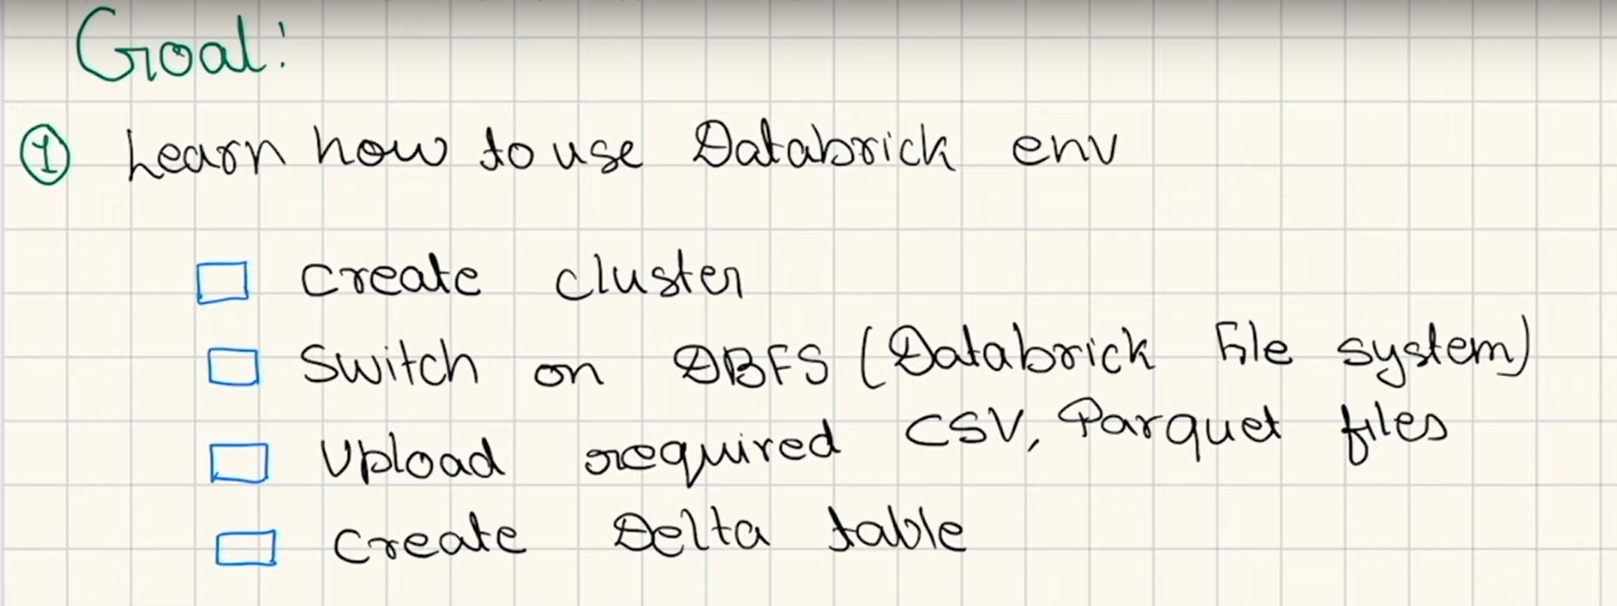 Goal:
1 Learn how to use Databrick env
create cluster
Switch on DBFS (Databrick File system)
Upload required CSV, Parquet files
create Delta table